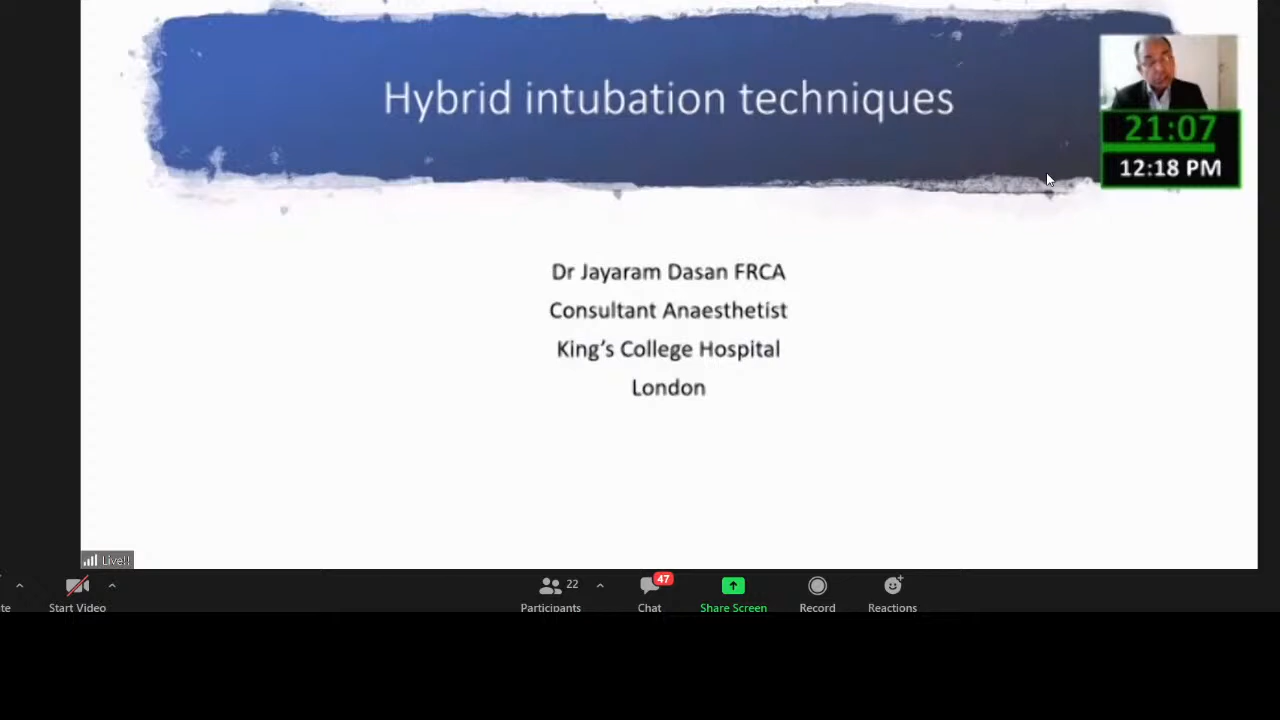 Hybrid intubation techniques
21:07
12:18 PM
Dr Jayaram Dasan FRCA
Consultant Anaesthetist
King's College Hospital
London
Live!!
22
47
te
Start Video
Participants
Chat
Share Screen
Record
Reactions